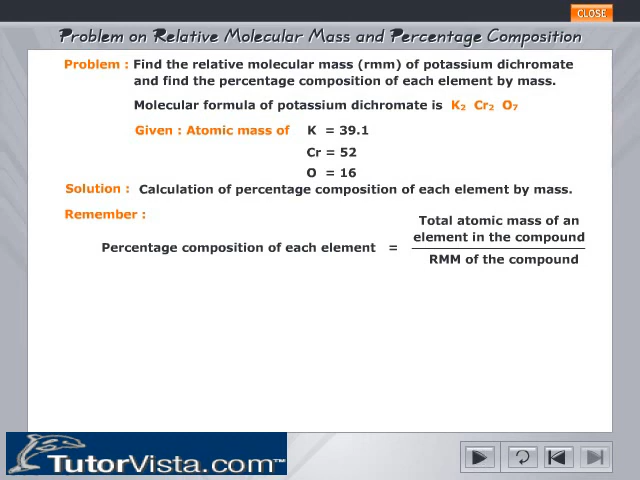 CLOSE
Problem on Relative Molecular Mass and Percentage Composition
Problem : Find the relative molecular mass (rmm) of potassium dichromate
and find the percentage composition of each element by mass.
Molecular formula of potassium dichromate is K₂ Cr₂ O₇
Given : Atomic mass of K = 39.1
Cr = 52
O = 16
Solution : Calculation of percentage composition of each element by mass.
Remember :
Total atomic mass of an
element in the compound
Percentage composition of each element =
RMM of the compound
TutorVista.com™